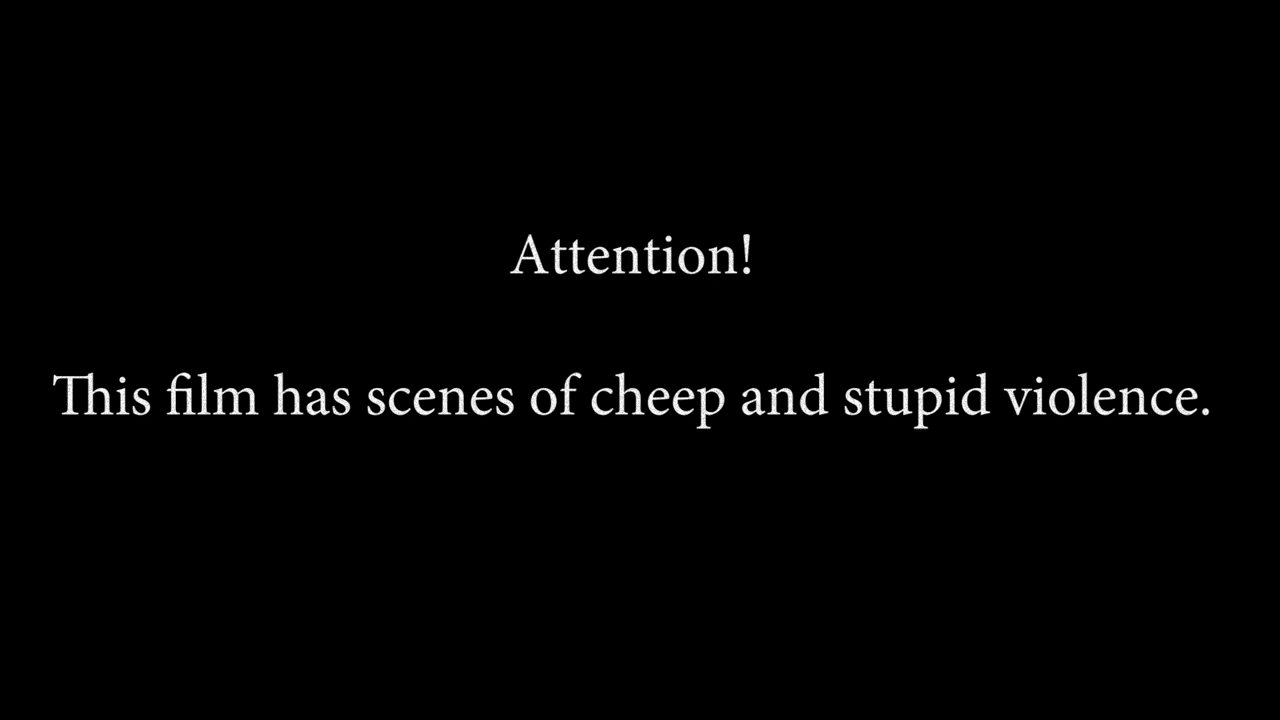 Attention!
This film has scenes of cheep and stupid violence.